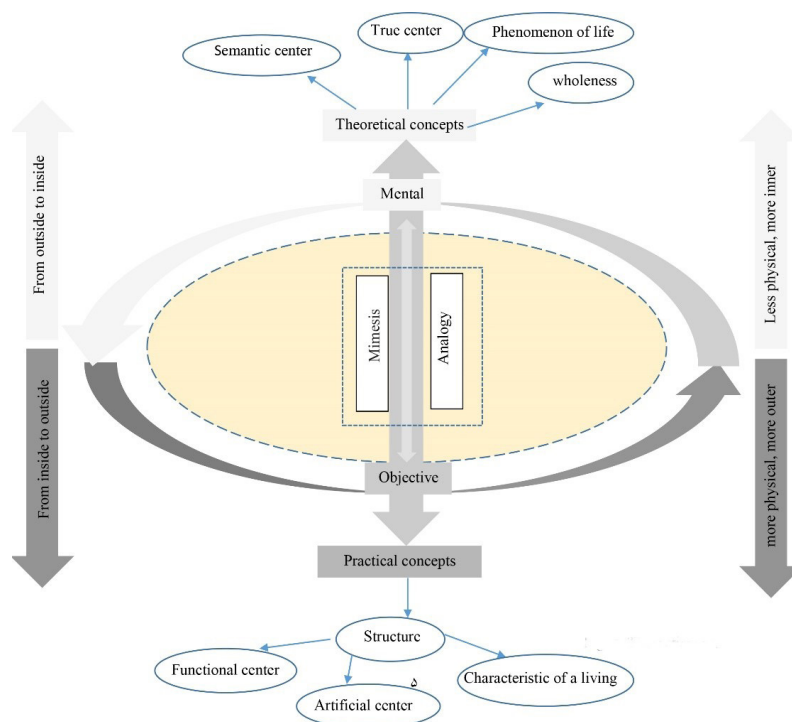 True center
Phenomenon of life
Semantic center
wholeness
Theoretical concepts
Mental
From outside to inside
Less physical, more inner
Mimesis
Analogy
From inside to outside
more physical, more outer
Objective
Practical concepts
Structure
Functional center
Characteristic of a living
۵
Artificial center